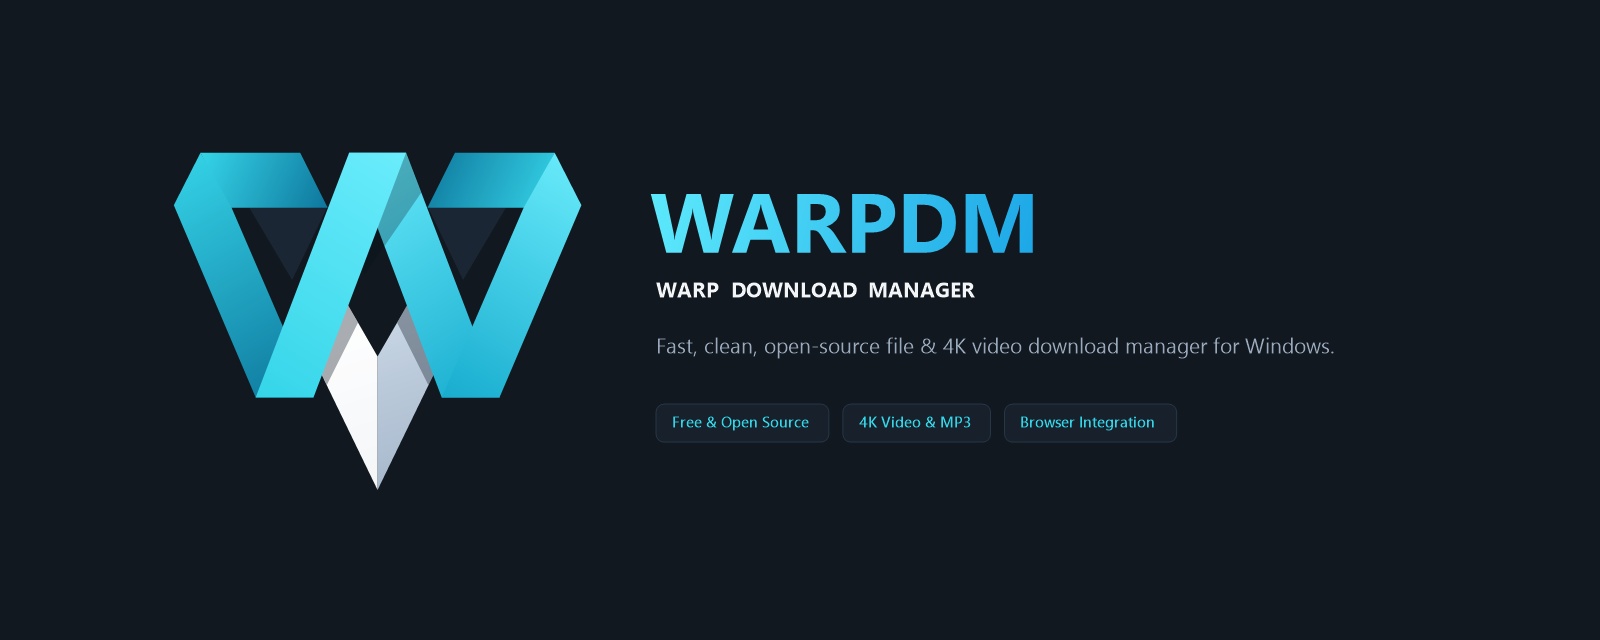 WARPDM
WARP DOWNLOAD MANAGER
Fast, clean, open-source file & 4K video download manager for Windows.
Free & Open Source
4K Video & MP3
Browser Integration